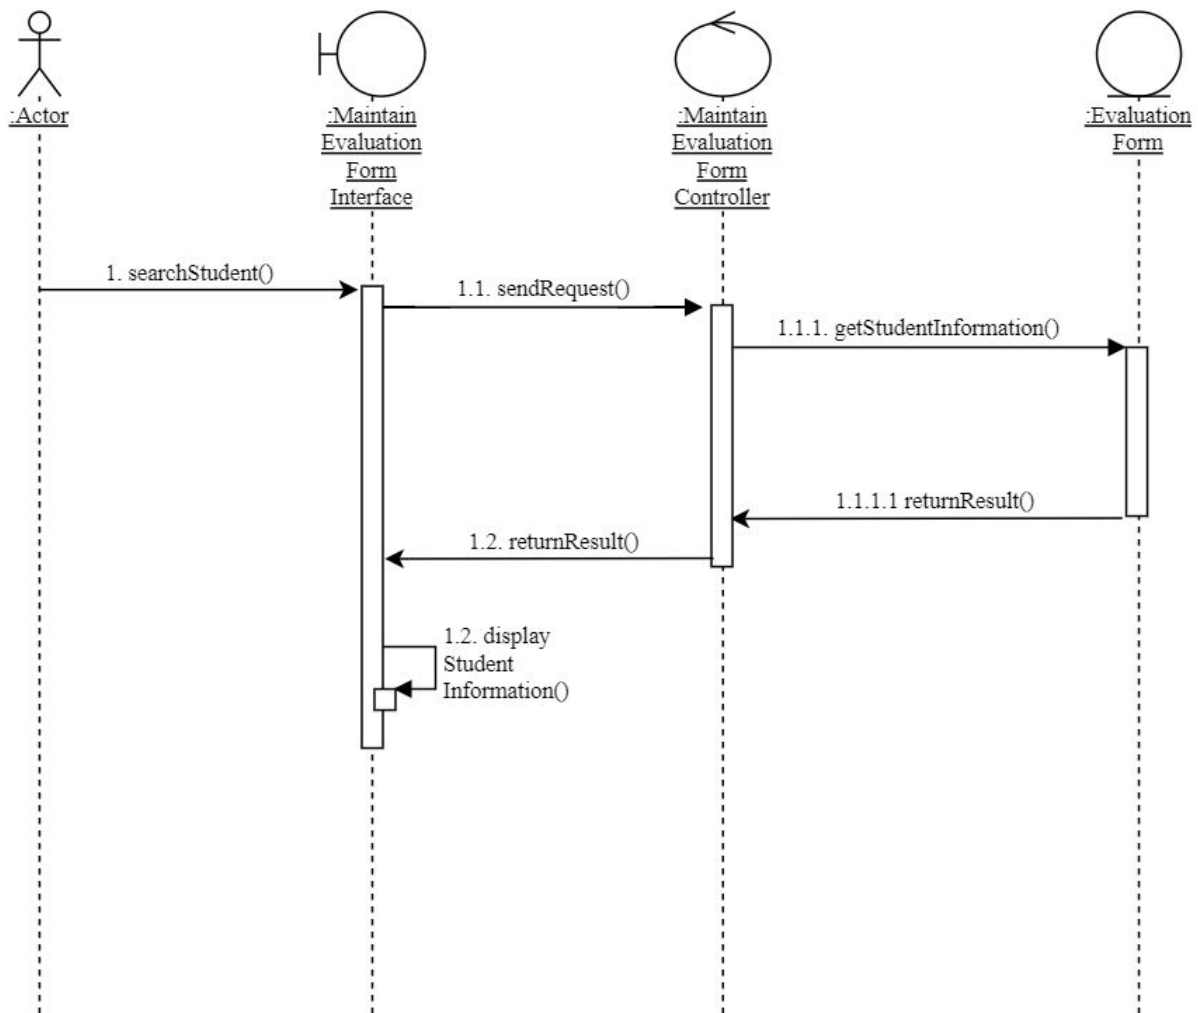 :Actor
:Maintain
Evaluation
Form
Interface
:Maintain
Evaluation
Form
Controller
:Evaluation
Form
1. searchStudent()
1.1. sendRequest()
1.1.1. getStudentInformation()
1.1.1.1 returnResult()
1.2. returnResult()
1.2. display
Student
Information()